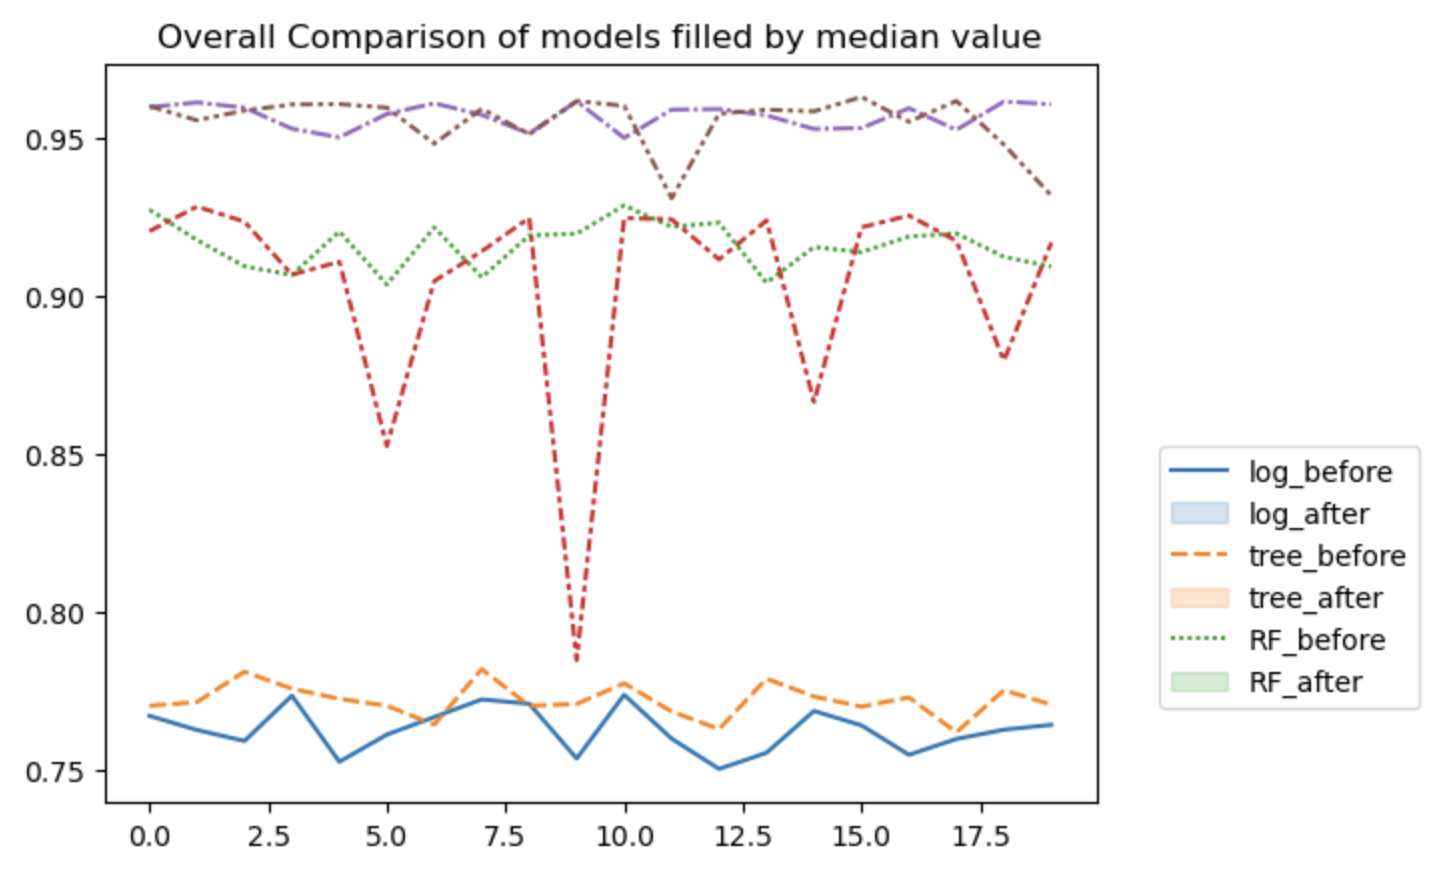 Overall Comparison of models filled by median value
0.95
0.90
0.85
0.80
0.75
0.0 2.5 5.0 7.5 10.0 12.5 15.0 17.5
log_before
log_after
tree_before
tree_after
RF_before
RF_after